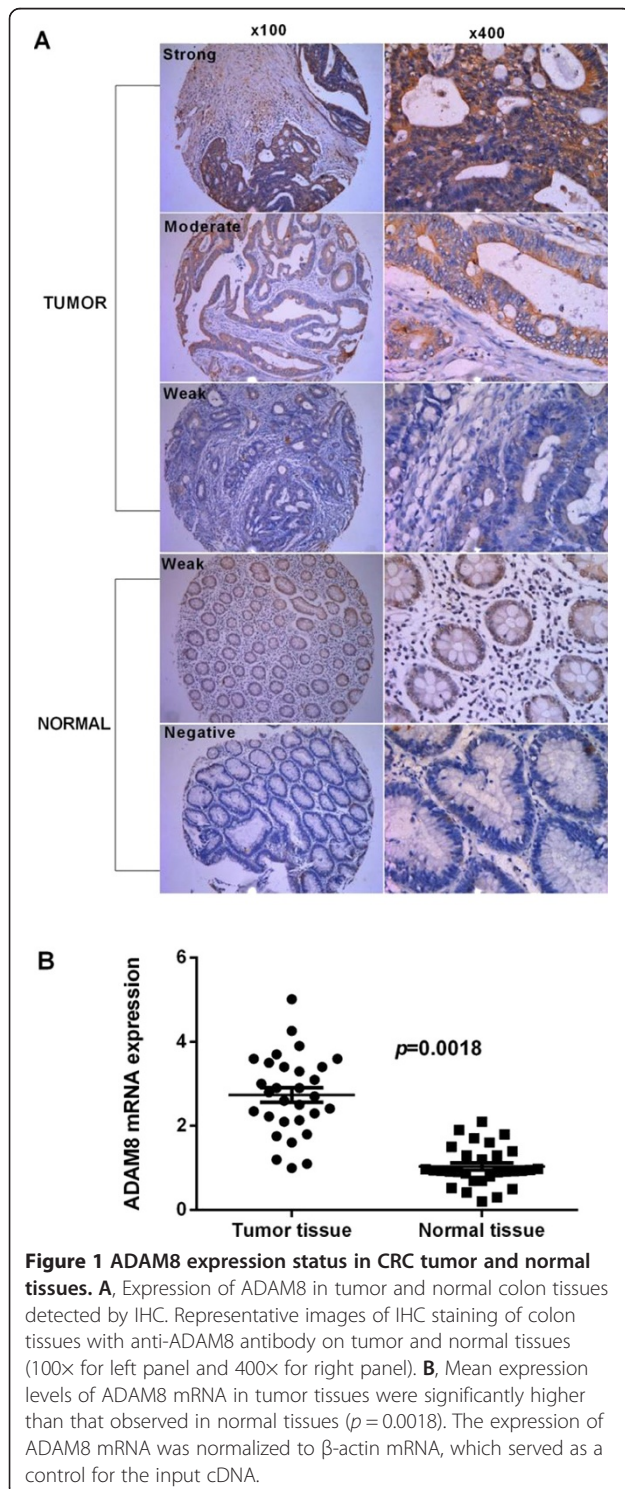 A
x100 x400
Strong
Moderate
TUMOR
Weak
Weak
NORMAL
Negative
B
6
4
2
0
ADAM8 mRNA expression
p=0.0018
Tumor tissue Normal tissue
Figure 1 ADAM8 expression status in CRC tumor and normal
tissues. A, Expression of ADAM8 in tumor and normal colon tissues
detected by IHC. Representative images of IHC staining of colon
tissues with anti-ADAM8 antibody on tumor and normal tissues
(100× for left panel and 400× for right panel). B, Mean expression
levels of ADAM8 mRNA in tumor tissues were significantly higher
than that observed in normal tissues (p = 0.0018). The expression of
ADAM8 mRNA was normalized to β-actin mRNA, which served as a
control for the input cDNA.